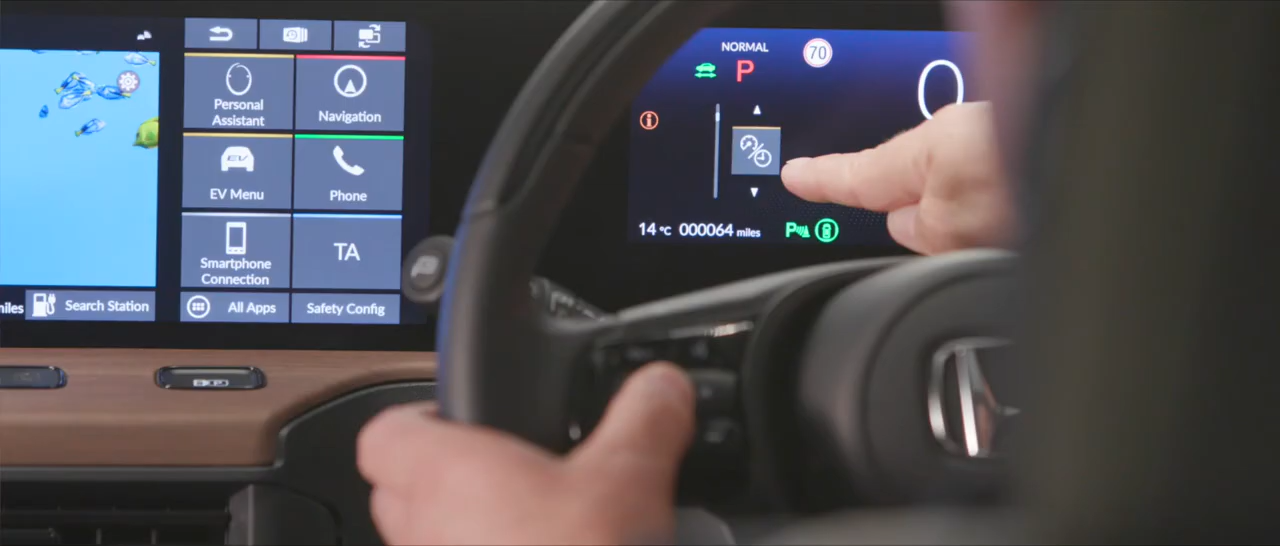 Personal
Assistant
Navigation
EV
EV Menu
Phone
Smartphone
Connection
TA
miles
Search Station
All Apps
Safety Config
NORMAL
70
P
0
14 °C 000064 miles
P